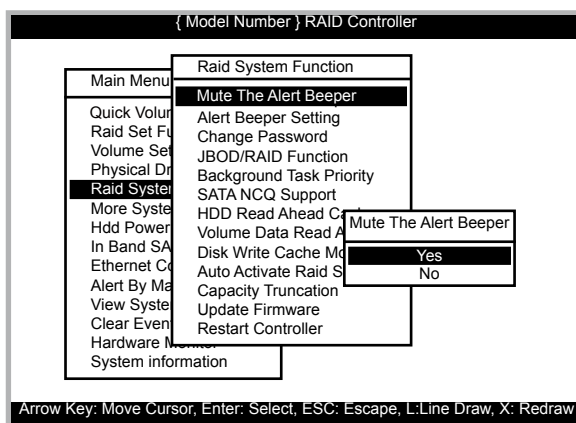 { Model Number } RAID Controller
Main Menu
Quick Volum
Raid Set Fu
Volume Set
Physical Dr
Raid System
More Syste
Hdd Power
In Band SA
Ethernet Co
Alert By Ma
View Syste
Clear Even
Hardware Monitor
System information
Raid System Function
Mute The Alert Beeper
Alert Beeper Setting
Change Password
JBOD/RAID Function
Background Task Priority
SATA NCQ Support
HDD Read Ahead Ca
Volume Data Read A
Disk Write Cache Mo
Auto Activate Raid S
Capacity Truncation
Update Firmware
Restart Controller
Mute The Alert Beeper
Yes
No
Arrow Key: Move Cursor, Enter: Select, ESC: Escape, L:Line Draw, X: Redraw